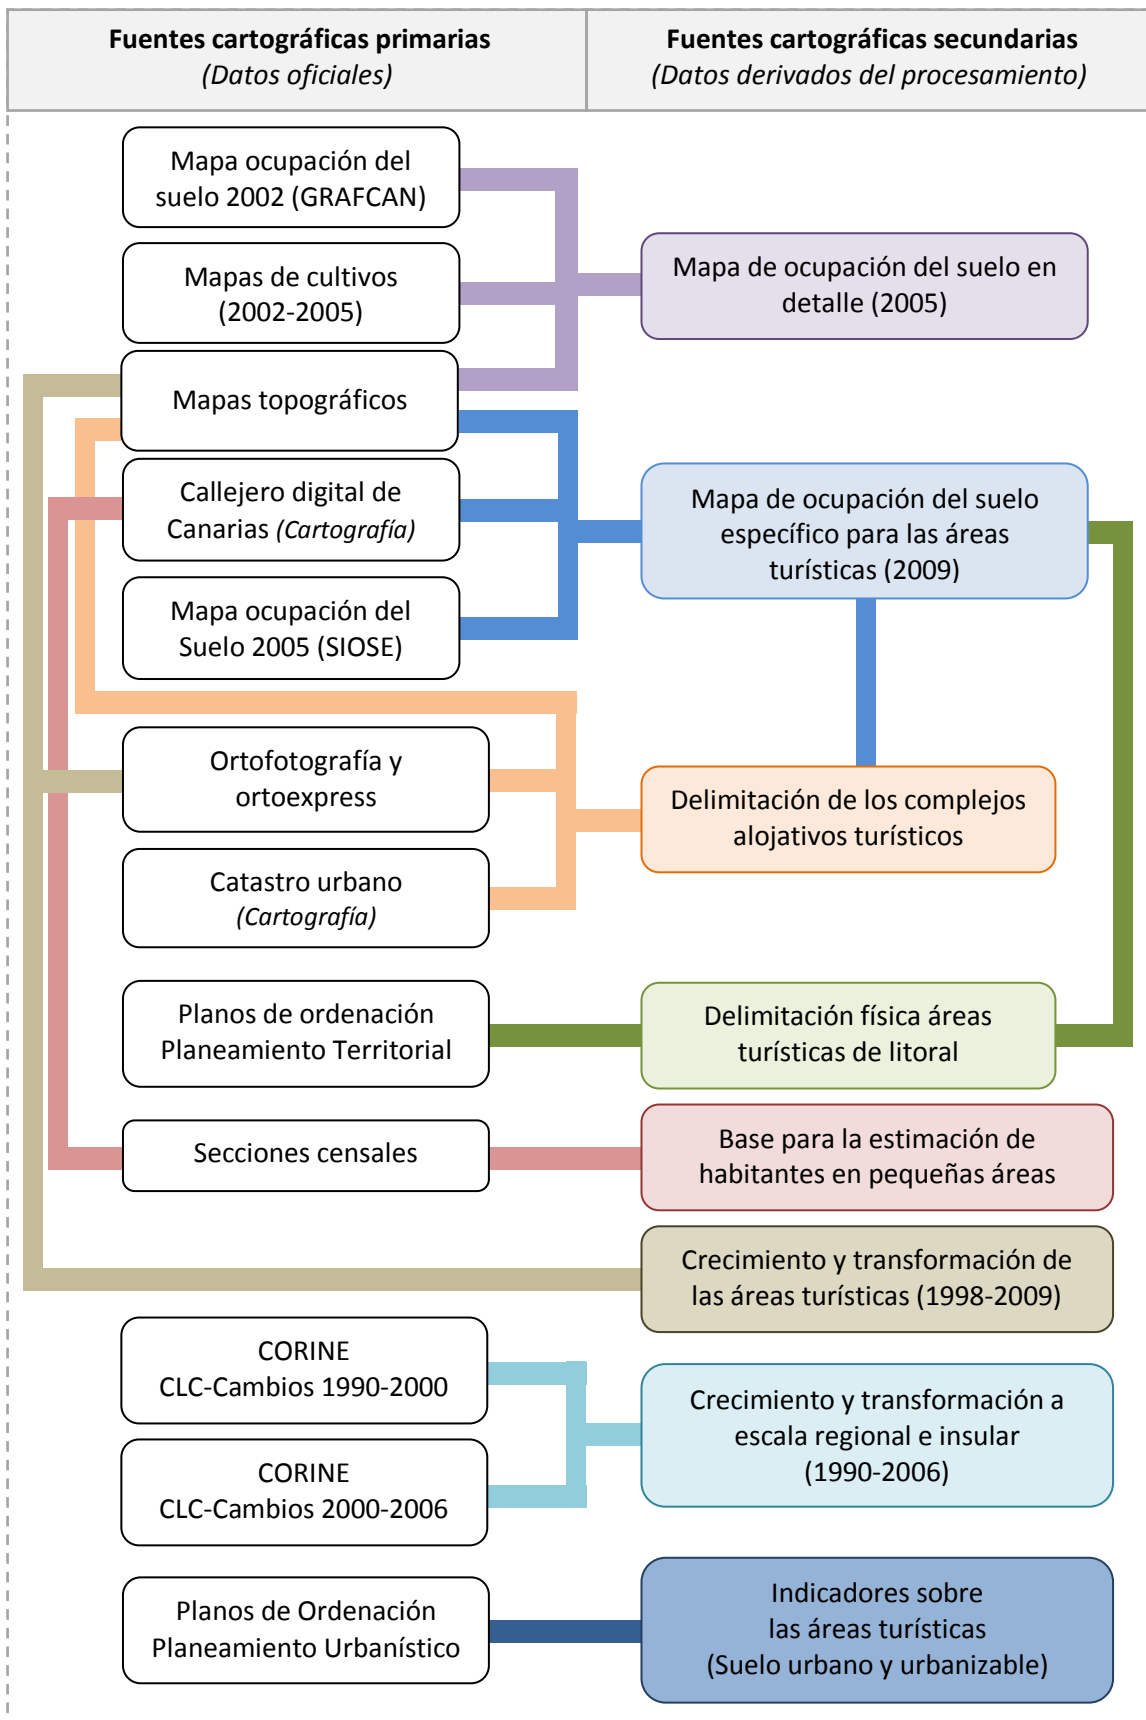 Fuentes cartográficas primarias
(Datos oficiales)
Fuentes cartográficas secundarias
(Datos derivados del procesamiento)
Mapa ocupación del
suelo 2002 (GRAFCAN)
Mapas de cultivos
(2002-2005)
Mapa de ocupación del suelo en
detalle (2005)
Mapas topográficos
Callejero digital de
Canarias (Cartografía)
Mapa de ocupación del suelo
específico para las áreas
turísticas (2009)
Mapa ocupación del
Suelo 2005 (SIOSE)
Ortofotografía y
ortoexpress
Delimitación de los complejos
alojativos turísticos
Catastro urbano
(Cartografía)
Planos de ordenación
Planeamiento Territorial
Delimitación física áreas
turísticas de litoral
Secciones censales
Base para la estimación de
habitantes en pequeñas áreas
Crecimiento y transformación de
las áreas turísticas (1998-2009)
CORINE
CLC-Cambios 1990-2000
Crecimiento y transformación a
escala regional e insular
(1990-2006)
CORINE
CLC-Cambios 2000-2006
Planos de Ordenación
Planeamiento Urbanístico
Indicadores sobre
las áreas turísticas
(Suelo urbano y urbanizable)